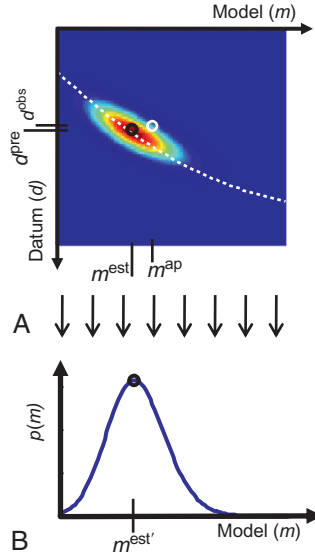 Model (m)
d^obs
d^pre
Datum (d)
m^est
m^ap
A
p(m)
B
m^est'
Model (m)